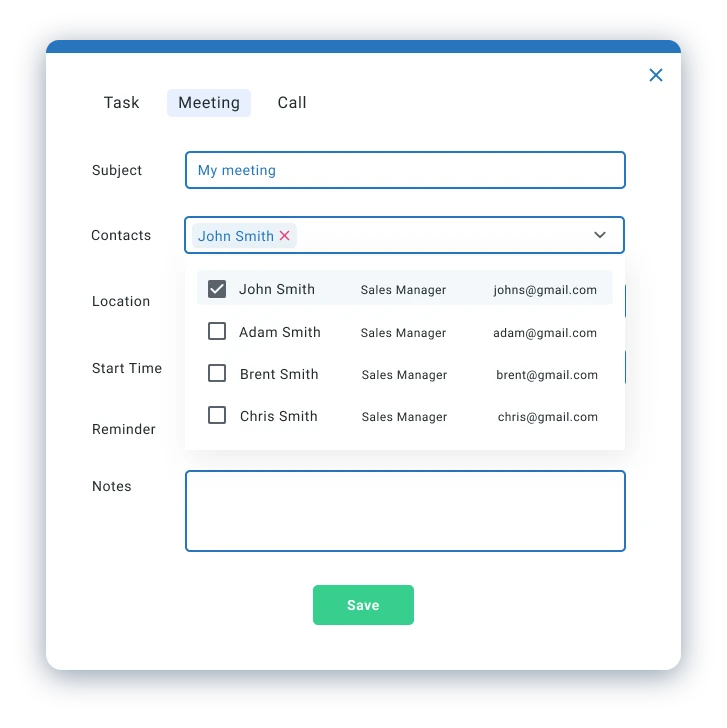 Task Meeting Call
Subject My meeting
Contacts John Smith
John Smith Sales Manager johns@gmail.com
Location
Adam Smith Sales Manager adam@gmail.com
Start Time
Brent Smith Sales Manager brent@gmail.com
Chris Smith Sales Manager chris@gmail.com
Reminder
Notes
Save